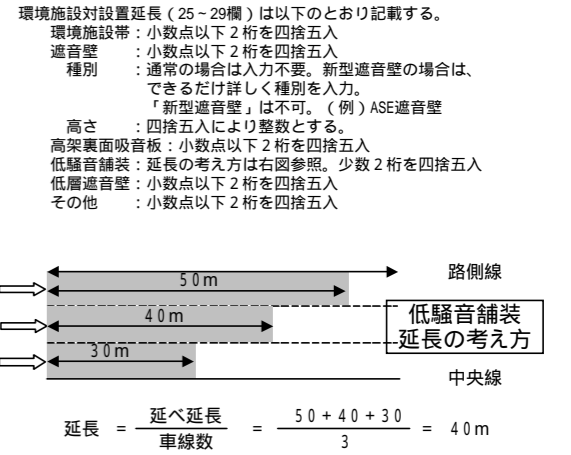 環境施設対設置延長（25~29欄）は以下のとおり記載する。
環境施設帯：小数点以下２桁を四捨五入
遮音壁　　：小数点以下２桁を四捨五入
種別　　：通常の場合は入力不要。新型遮音壁の場合は、
できるだけ詳しく種別を入力。
「新型遮音壁」は不可。（例）ASE遮音壁
高さ　　：四捨五入により整数とする。
高架裏面吸音板：小数点以下２桁を四捨五入
低騒音舗装：延長の考え方は右図参照。少数２桁を四捨五入
低層遮音壁：小数点以下２桁を四捨五入
その他　　：小数点以下２桁を四捨五入
路側線
50m
40m
低騒音舗装
延長の考え方
30m
中央線
延長 = 延べ延長 / 車線数 = 50+40+30 / 3 = 40m